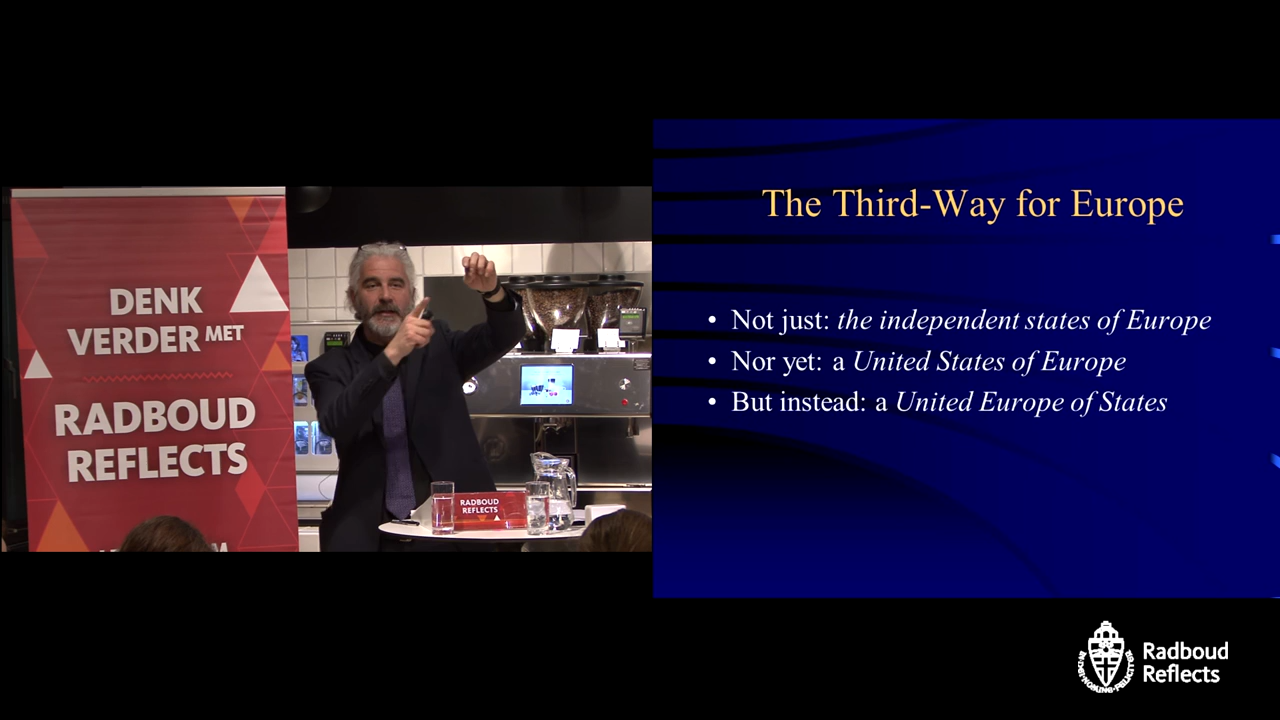 DENK
VERDER MET
RADBOUD
REFLECTS
RADBOUD
REFLECTS
The Third-Way for Europe
• Not just: the independent states of Europe
• Nor yet: a United States of Europe
• But instead: a United Europe of States
Radboud
Reflects